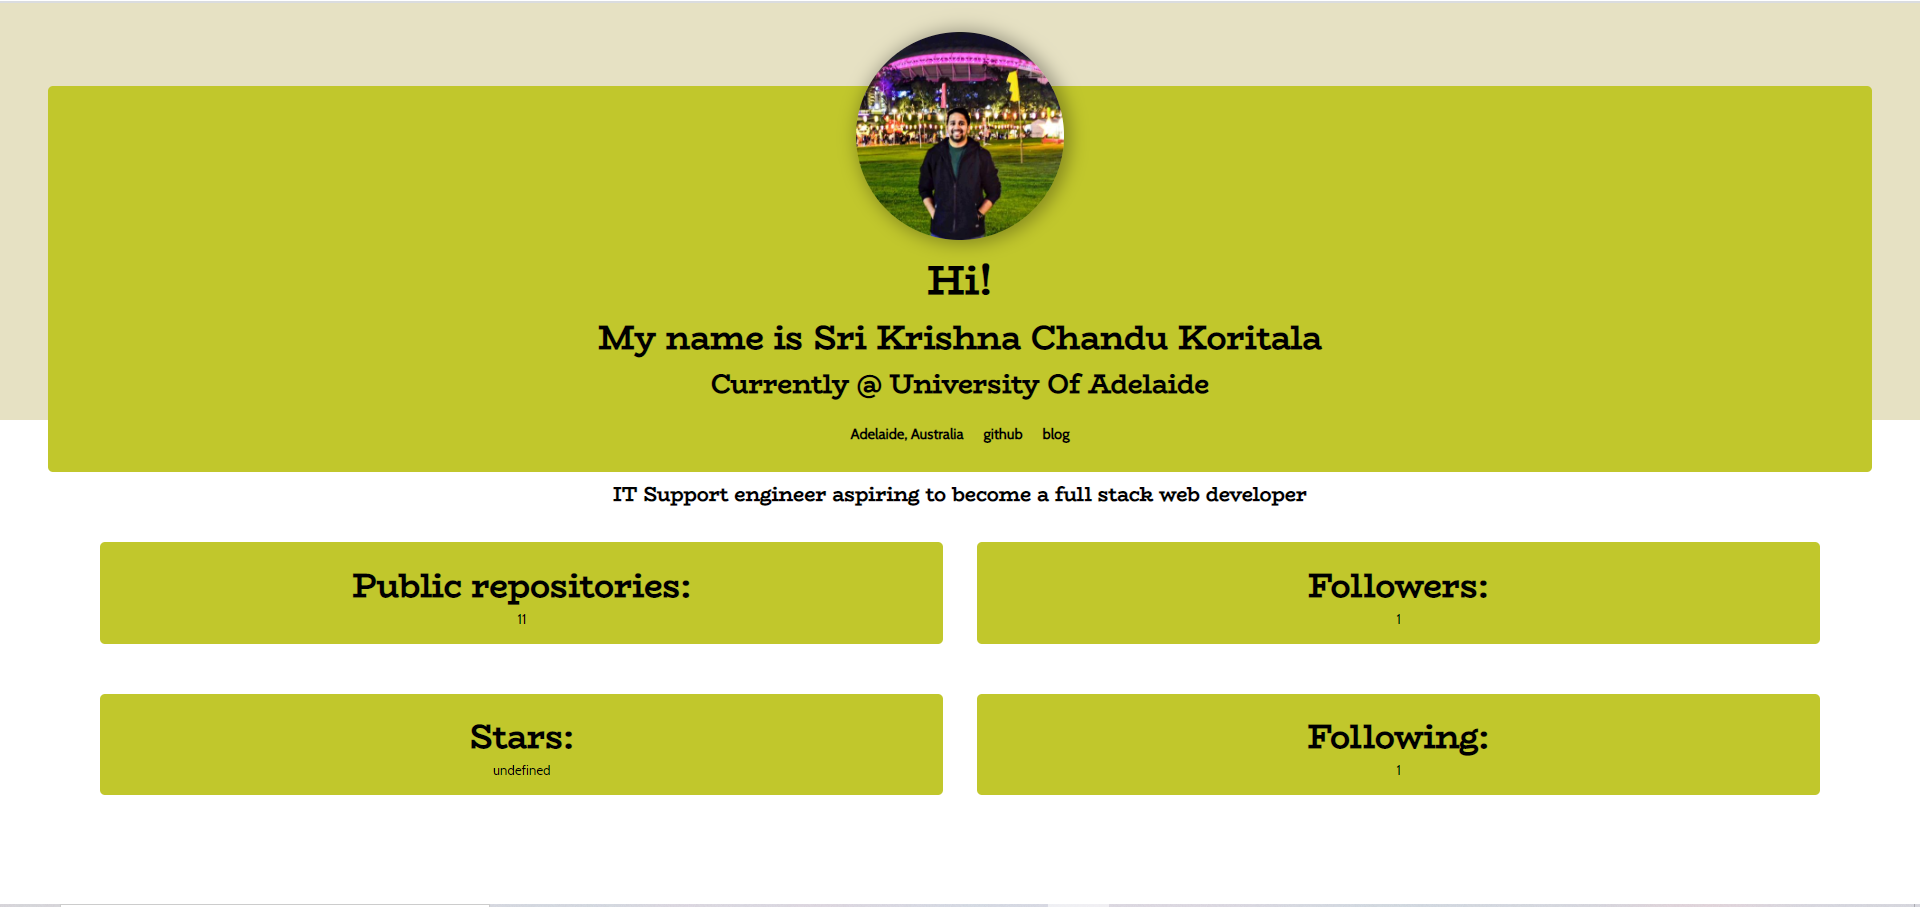 Hi!
My name is Sri Krishna Chandu Koritala
Currently @ University Of Adelaide
Adelaide, Australia github blog
IT Support engineer aspiring to become a full stack web developer
Public repositories:
11
Followers:
1
Stars:
undefined
Following:
1